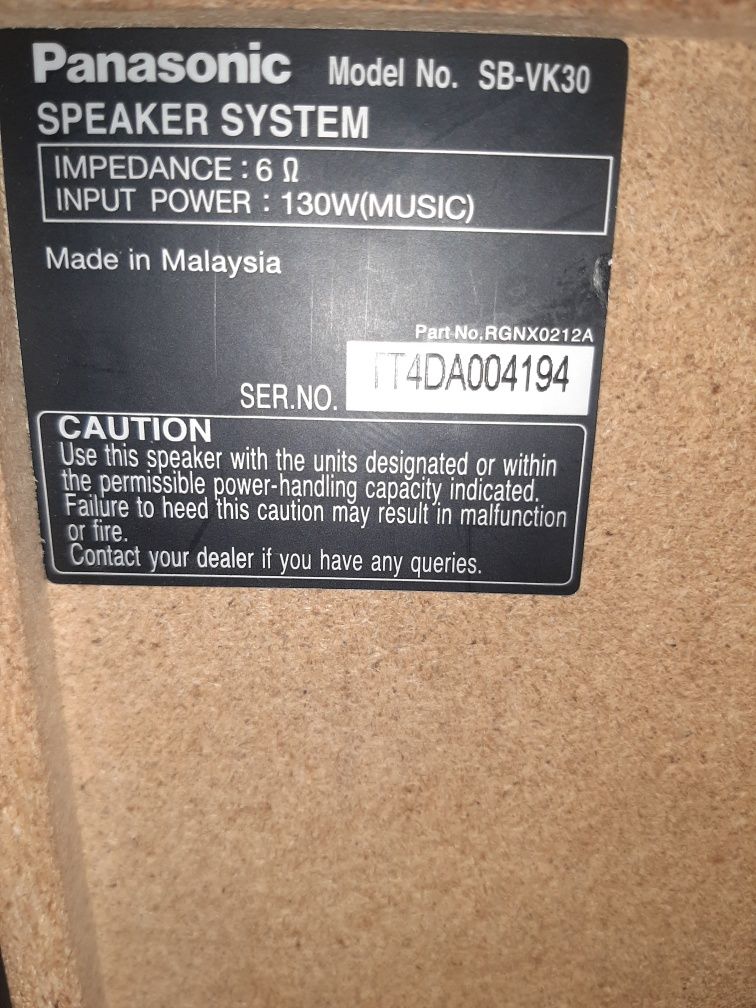 Panasonic Model No. SB-VK30
SPEAKER SYSTEM
IMPEDANCE : 6 Ω
INPUT POWER : 130W(MUSIC)
Made in Malaysia
Part No.RGNX0212A
SER.NO. TT4DA004194
CAUTION
Use this speaker with the units designated or within
the permissible power-handling capacity indicated.
Failure to heed this caution may result in malfunction
or fire.
Contact your dealer if you have any queries.